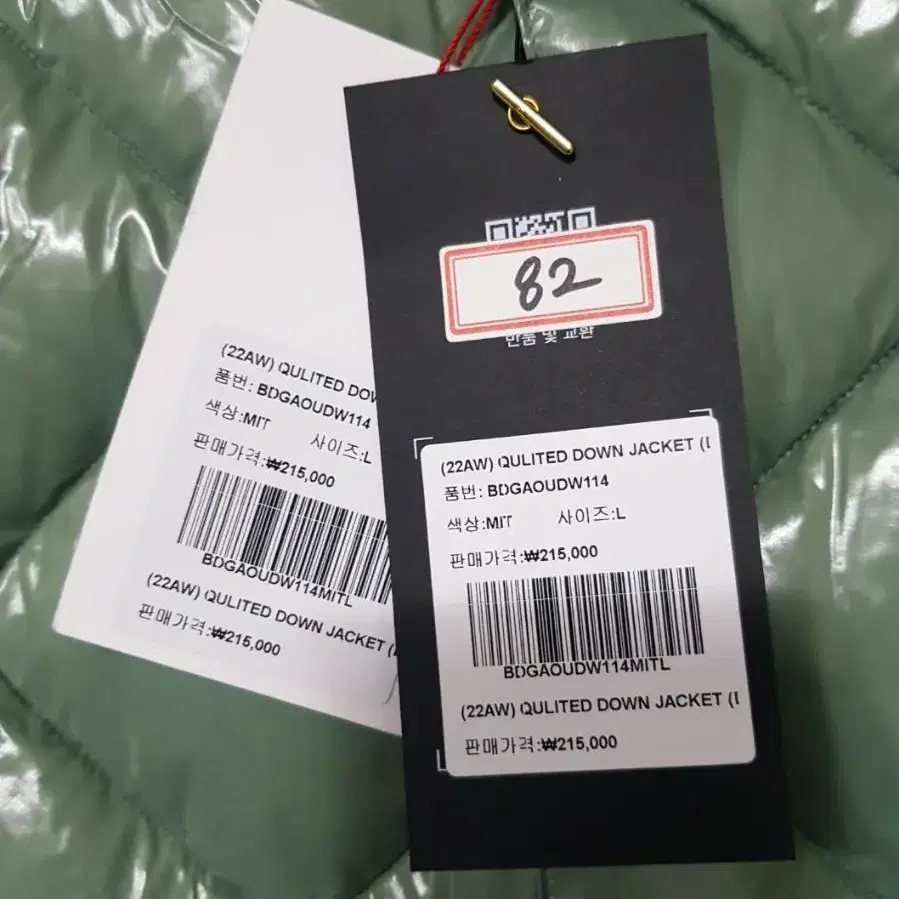 (22AW) QULITED DOW
품번: BDGAOUDW114
색상:MIT 사이즈:L
판매가격:₩215,000
BDGAOUDW114MITL
(22AW) QULITED DOWN JACKET (
판매가격:₩215,000
82
반품 및 교환
(22AW) QULITED DOWN JACKET (
품번: BDGAOUDW114
색상:MIT 사이즈:L
판매가격:₩215,000
BDGAOUDW114MITL
(22AW) QULITED DOWN JACKET (
판매가격:₩215,000